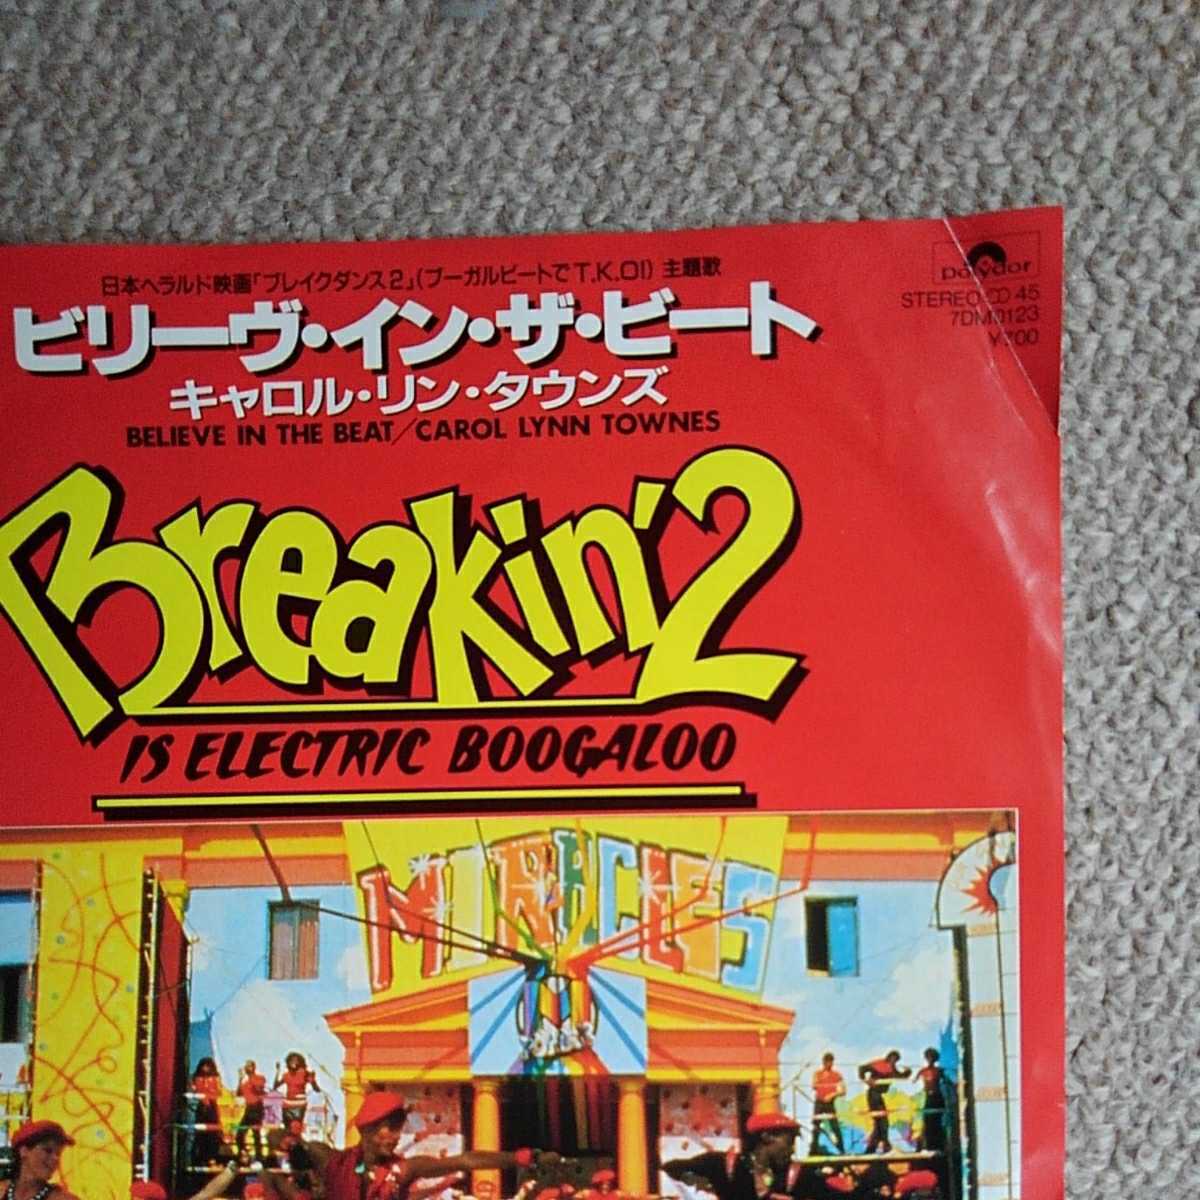 日本ヘラルド映画「ブレイクダンス2」(ブーガルビートでT.K.O!) 主題歌
polydor
STEREO ∞ 45
7DM0123
¥700
ビリーヴ・イン・ザ・ビート
キャロル・リン・タウンズ
BELIEVE IN THE BEAT/CAROL LYNN TOWNES
Breakin'2
IS ELECTRIC BOOGALOO
MIRACLES